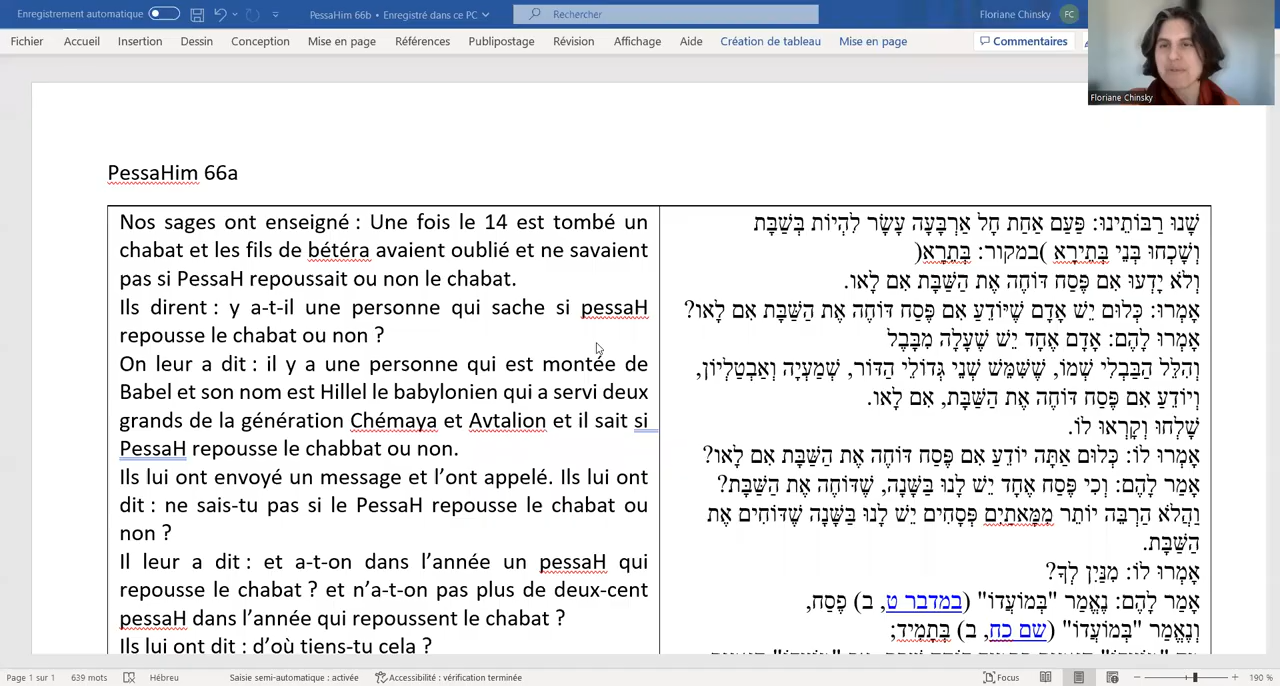 Enregistrement automatique
PessaHim 66b • Enregistré dans ce PC
Rechercher
Floriane Chinsky
FC
Fichier Accueil Insertion Dessin Conception Mise en page Références Publipostage Révision Affichage Aide Création de tableau Mise en page
Commentaires
Floriane Chinsky
PessaHim 66a
Nos sages ont enseigné : Une fois le 14 est tombé un
chabat et les fils de bétéra avaient oublié et ne savaient
pas si PessaH repoussait ou non le chabat.
Ils dirent : y a-t-il une personne qui sache si pessaH
repousse le chabat ou non ?
On leur a dit : il y a une personne qui est montée de
Babel et son nom est Hillel le babylonien qui a servi deux
grands de la génération Chémaya et Avtalion et il sait si
PessaH repousse le chabbat ou non.
Ils lui ont envoyé un message et l’ont appelé. Ils lui ont
dit : ne sais-tu pas si le PessaH repousse le chabat ou
non ?
Il leur a dit : et a-t-on dans l’année un pessaH qui
repousse le chabat ? et n’a-t-on pas plus de deux-cent
pessaH dans l’année qui repoussent le chabat ?
Ils lui ont dit : d’où tiens-tu cela ?
שָׁנוּ רַבּוֹתֵינוּ: פַּעַם אַחַת חָל אַרְבָּעָה עָשָׂר לִהְיוֹת בְּשַׁבָּת
וְשָׁכְחוּ בְּנֵי בְּתֵירָא )במקור: בְּתֵרָא(
וְלֹא יָדְעוּ אִם פֶּסַח דּוֹחֶה אֶת הַשַּׁבָּת אִם לָאו.
אָמְרוּ: כְּלוּם יֵשׁ אָדָם שֶׁיּוֹדֵעַ אִם פֶּסַח דּוֹחֶה אֶת הַשַּׁבָּת אִם לָאו?
אָמְרוּ לָהֶם: אָדָם אֶחָד יֵשׁ שֶׁעָלָה מִבָּבֶל
וְהִלֵּל הַבַּבְלִי שְׁמוֹ, שֶׁשִּׁמֵּשׁ שְׁנֵי גְּדוֹלֵי הַדּוֹר, שְׁמַעְיָה וְאַבְטַלְיוֹן,
וְיוֹדֵעַ אִם פֶּסַח דּוֹחֶה אֶת הַשַּׁבָּת, אִם לָאו.
שָׁלְחוּ וְקָרְאוּ לוֹ.
אָמְרוּ לוֹ: כְּלוּם אַתָּה יוֹדֵעַ אִם פֶּסַח דּוֹחֶה אֶת הַשַּׁבָּת אִם לָאו?
אָמַר לָהֶם: וְכִי פֶּסַח אֶחָד יֵשׁ לָנוּ בַּשָּׁנָה, שֶׁדּוֹחֶה אֶת הַשַּׁבָּת?
וַהֲלֹא הַרְבֵּה יוֹתֵר מִמָּאתַיִם פְּסָחִים יֵשׁ לָנוּ בַּשָּׁנָה שֶׁדּוֹחִים אֶת
הַשַּׁבָּת.
אָמְרוּ לוֹ: מִנַּיִן לְךָ?
אָמַר לָהֶם: נֶאֱמַר "בְּמוֹעֲדוֹ" (במדבר ט, ב) פֶּסַח,
וְנֶאֱמַר "בְּמוֹעֲדוֹ" (שם כח, ב) בְּתָמִיד;
Page 1 sur 1 639 mots Hébreu Saisie semi-automatique : activée Accessibilité : vérification terminée Focus 190 %